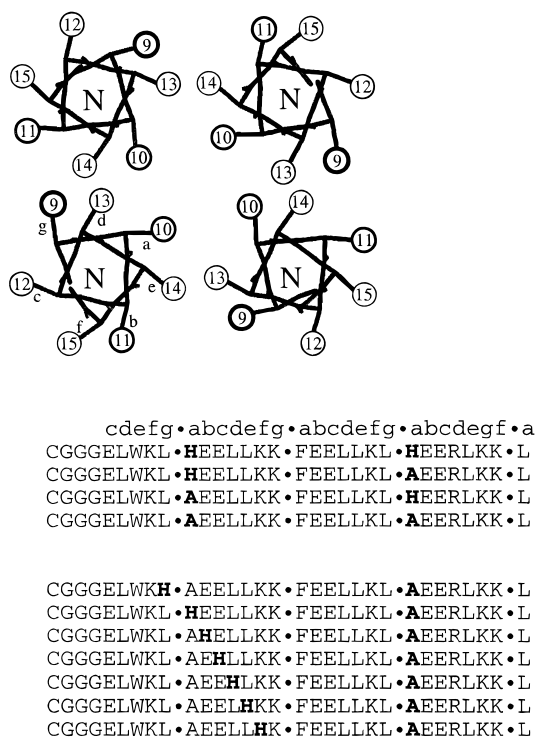 12 9 15 N 13 11 14 10
11 15 14 N 12 10 13 9
9 13 d 10 g a N 12 c e 14 f b 15 11
10 14 11 13 N 15 9 12
cdefg•abcdefg•abcdefg•abcdegf•a
CGGGELWKL•HEELLKK•FEELLKL•HEERLKK•L
CGGGELWKL•HEELLKK•FEELLKL•AEERLKK•L
CGGGELWKL•AEELLKK•FEELLKL•HEERLKK•L
CGGGELWKL•AEELLKK•FEELLKL•AEERLKK•L
CGGGELWKH•AEELLKK•FEELLKL•AEERLKK•L
CGGGELWKL•HEELLKK•FEELLKL•AEERLKK•L
CGGGELWKL•AHELLKK•FEELLKL•AEERLKK•L
CGGGELWKL•AEHLLKK•FEELLKL•AEERLKK•L
CGGGELWKL•AEEHLKK•FEELLKL•AEERLKK•L
CGGGELWKL•AEELHKK•FEELLKL•AEERLKK•L
CGGGELWKL•AEELLHK•FEELLKL•AEERLKK•L